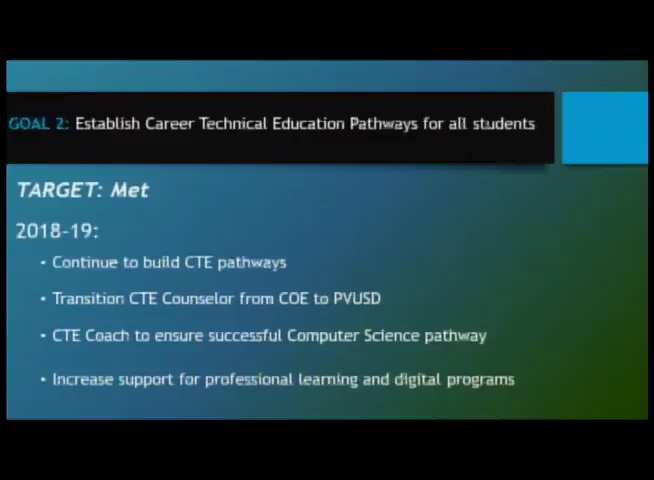 GOAL 2: Establish Career Technical Education Pathways for all students
TARGET: Met
2018-19:
• Continue to build CTE pathways
• Transition CTE Counselor from COE to PVUSD
• CTE Coach to ensure successful Computer Science pathway
• Increase support for professional learning and digital programs